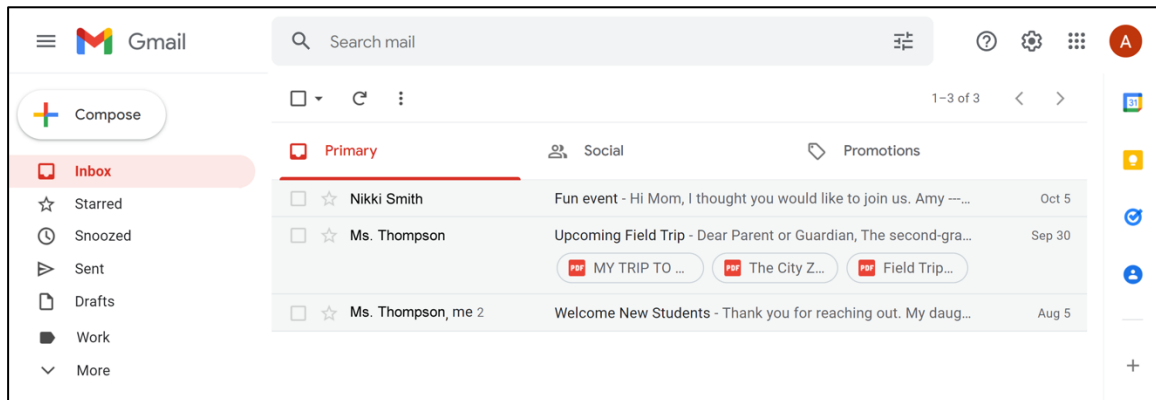 Gmail
Search mail
A
Compose
1–3 of 3
31
Primary
Social
Promotions
Inbox
Nikki Smith Fun event - Hi Mom, I thought you would like to join us. Amy ---... Oct 5
Starred
Snoozed
Ms. Thompson Upcoming Field Trip - Dear Parent or Guardian, The second-gra... Sep 30
Sent
PDF MY TRIP TO ... PDF The City Z... PDF Field Trip...
Drafts
Ms. Thompson, me 2 Welcome New Students - Thank you for reaching out. My daug... Aug 5
Work
More